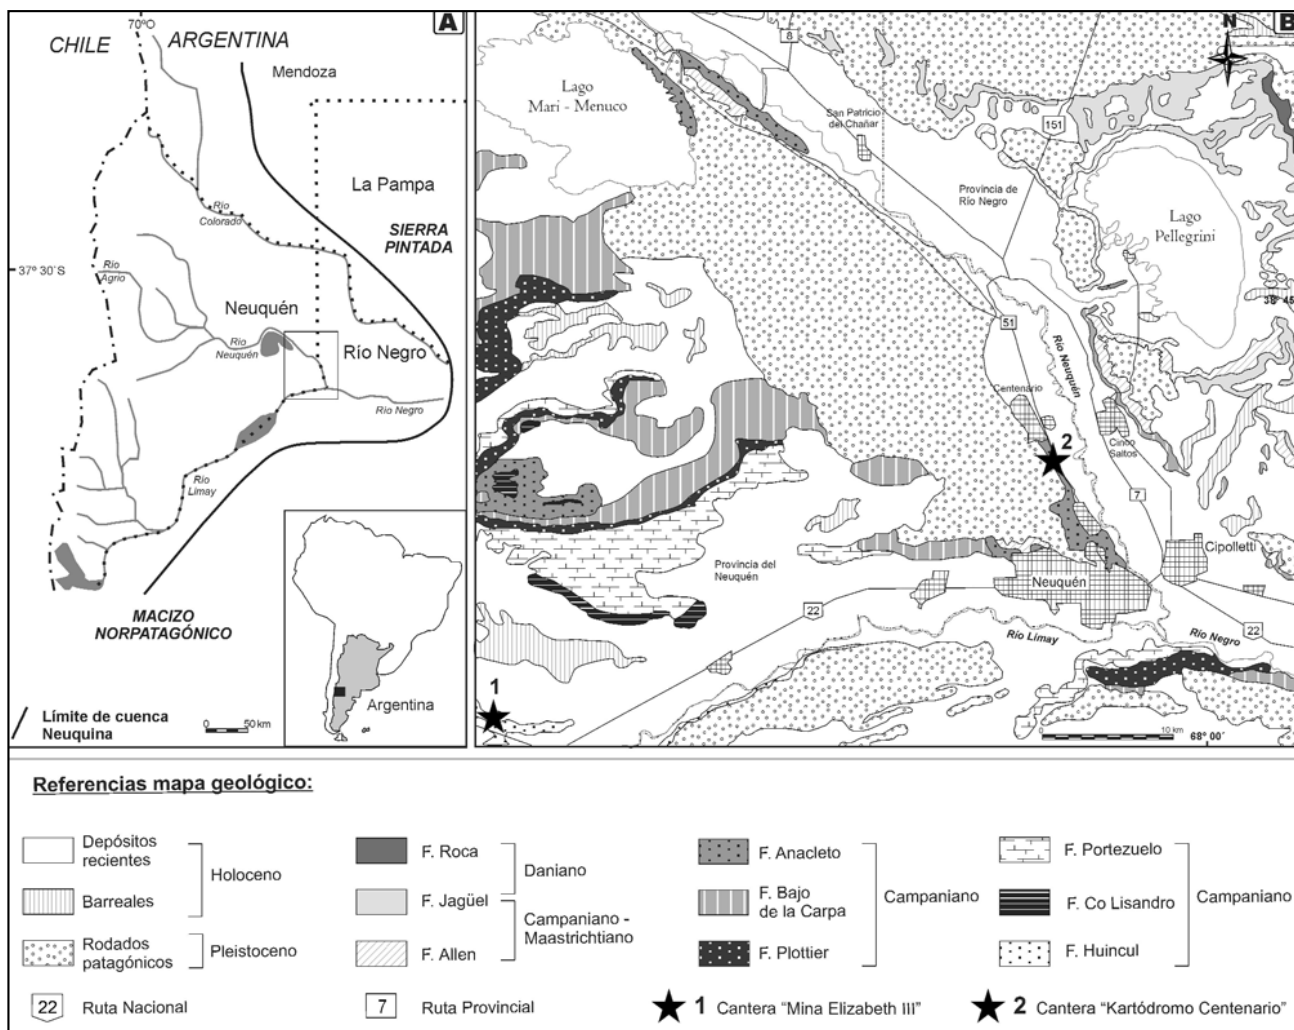 70º O
A
CHILE
ARGENTINA
Mendoza
La Pampa
SIERRA
PINTADA
Río
Colorado
37º 30´S
Río
Agrio
Neuquén
Río
Neuquén
Río Negro
Río Negro
Río
Limay
MACIZO
NORPATAGÓNICO
Argentina
Límite de cuenca
Neuquina
0 50 km
B
N
8
Lago
Mari - Menuco
San Patricio
del Chañar
151
Provincia de
Río Negro
Lago
Pellegrini
38º 45´
51
Río Neuquén
Centenario
2
Cinco
Saltos
7
Cipolletti
Provincia del
Neuquén
Neuquén
22
Río Limay
Río Negro
22
1
0 10 km
68º 00´
Referencias mapa geológico:
Depósitos
recientes
Barreales
Holoceno
Rodados
patagónicos
Pleistoceno
F. Roca
Daniano
F. Jagüel
Campaniano -
Maastrichtiano
F. Allen
F. Anacleto
F. Bajo
de la Carpa
Campaniano
F. Plottier
F. Portezuelo
F. Co Lisandro
Campaniano
F. Huincul
22 Ruta Nacional
7 Ruta Provincial
1 Cantera “Mina Elizabeth III”
2 Cantera “Kartódromo Centenario”